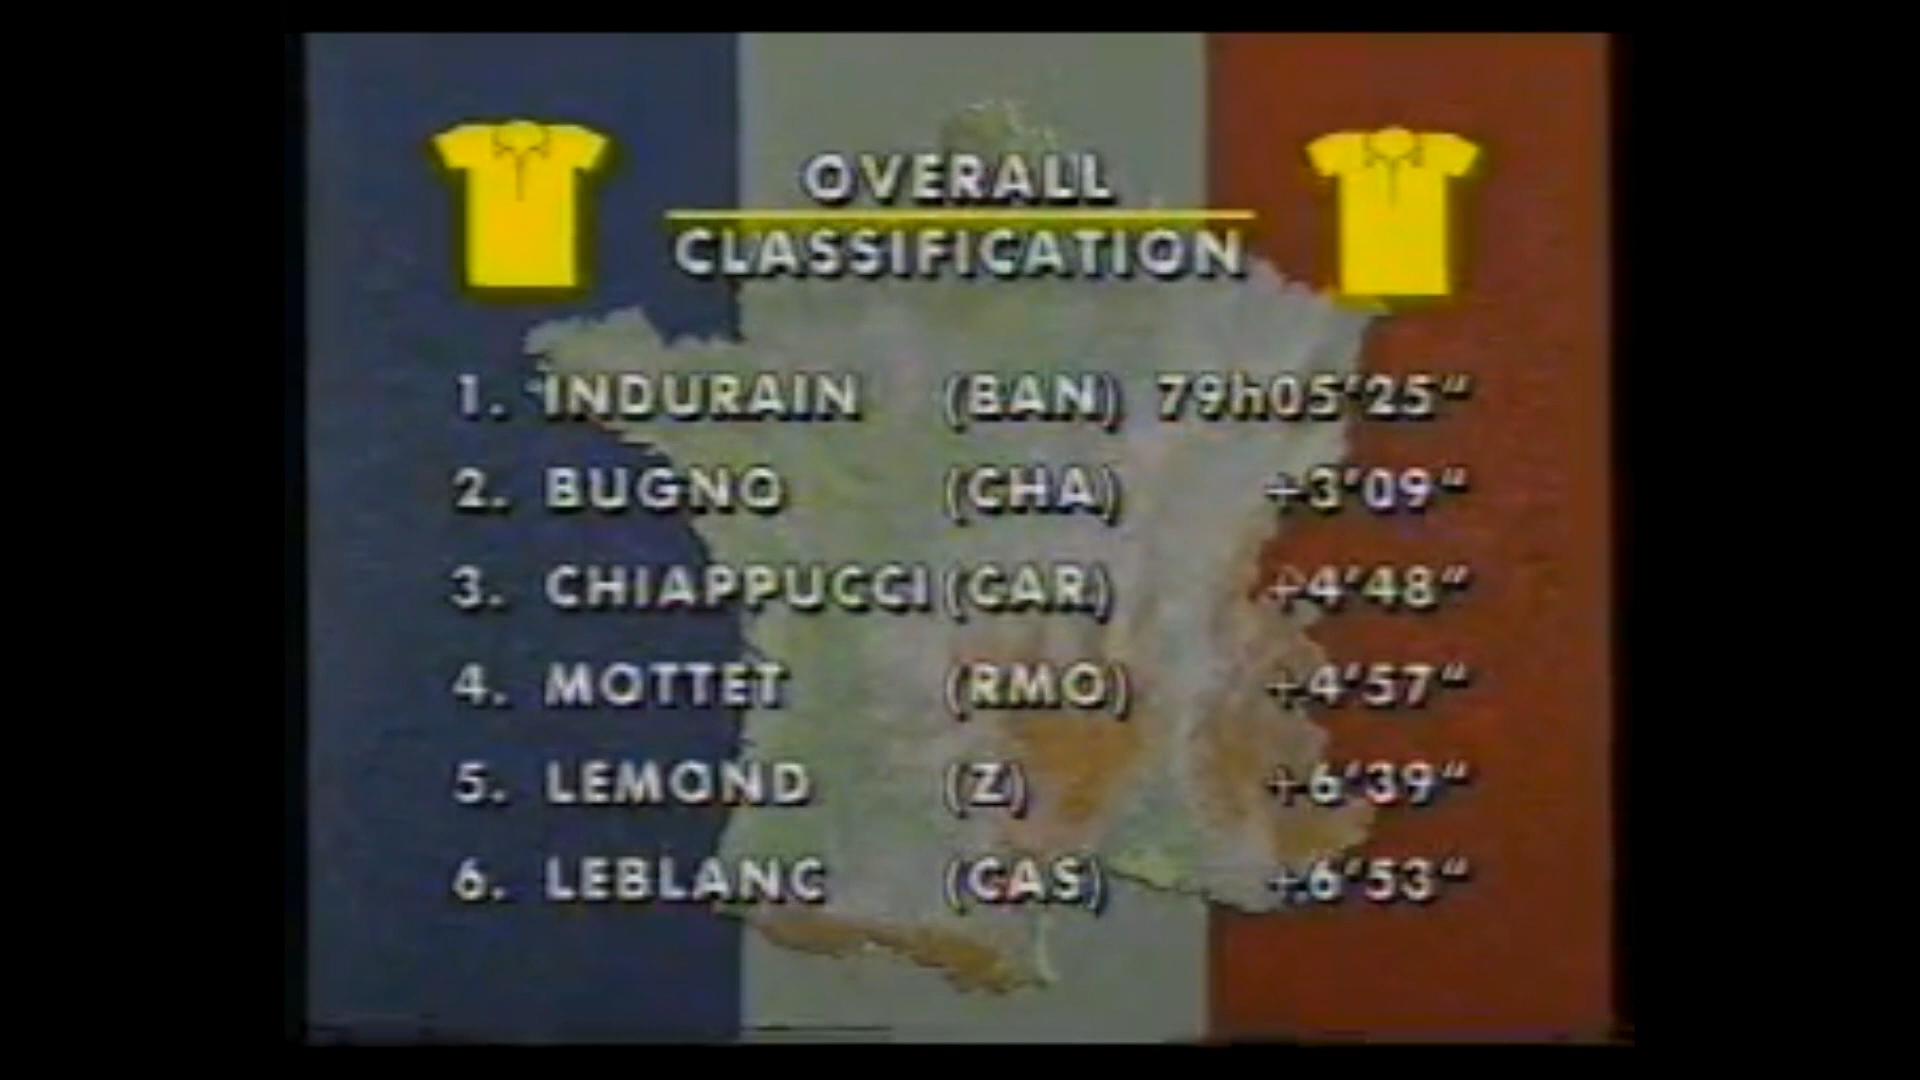 OVERALL
CLASSIFICATION
1. INDURAIN (BAN) 79h05'25"
2. BUGNO (CHA) +3'09"
3. CHIAPPUCCI (CAR) +4'48"
4. MOTTET (RMO) +4'57"
5. LEMOND (Z) +6'39"
6. LEBLANC (CAS) +6'53"